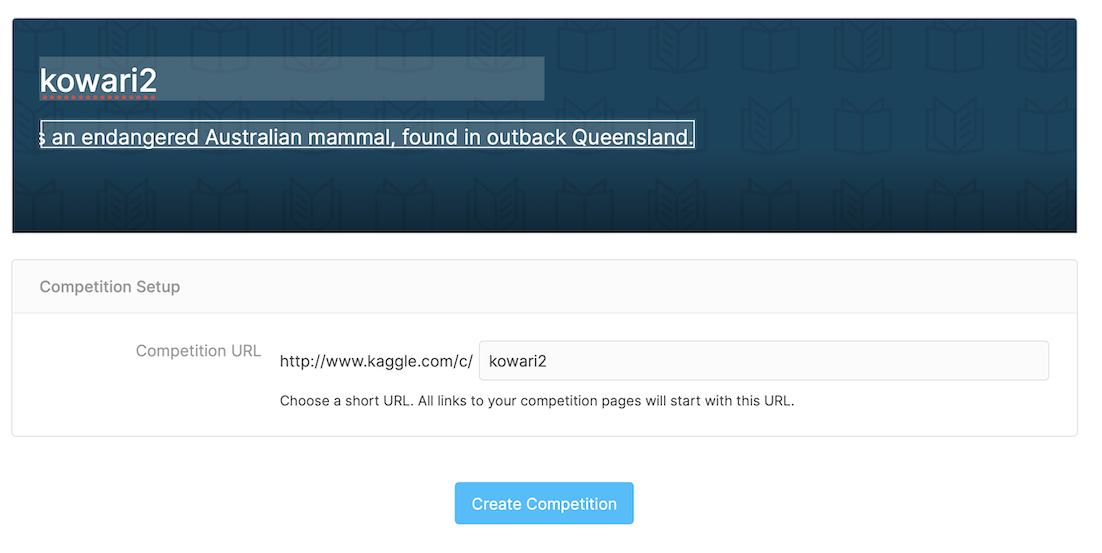 kowari2
an endangered Australian mammal, found in outback Queensland.
Competition Setup
Competition URL
http://www.kaggle.com/c/ kowari2
Choose a short URL. All links to your competition pages will start with this URL.
Create Competition